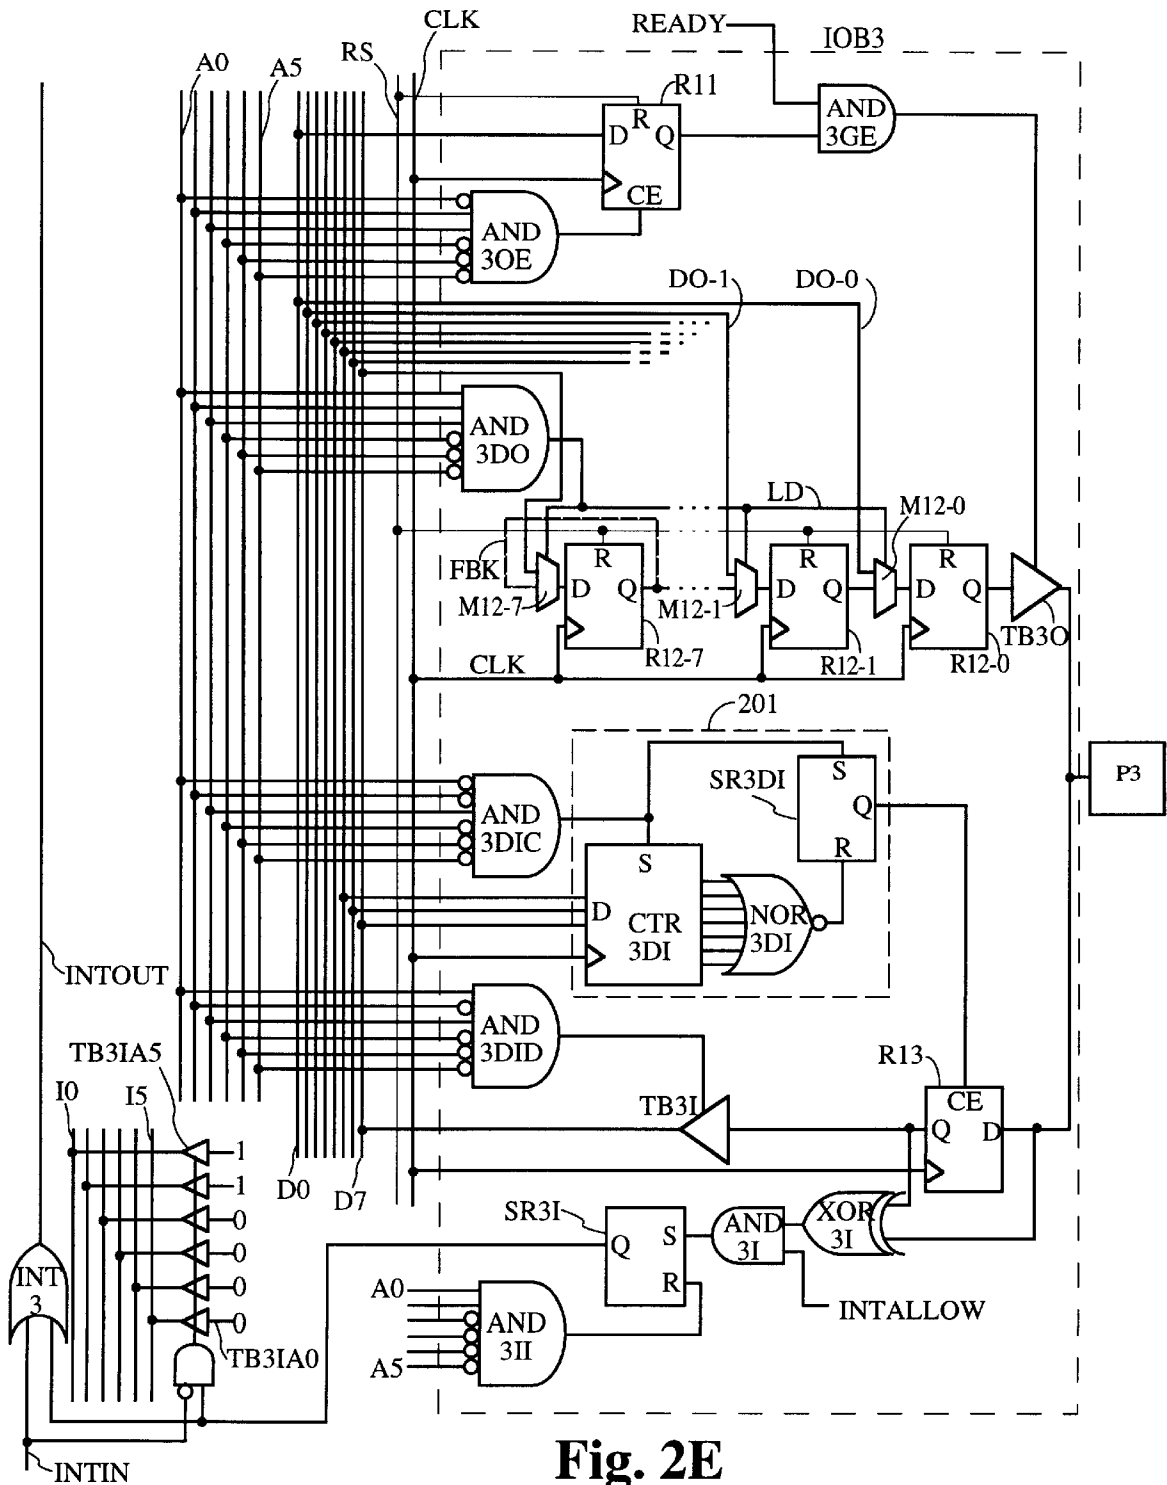 READY
CLK
IOB3
RS
A0
A5
R11
R
D
Q
CE
AND
3GE
AND
3OE
DO-1
DO-0
AND
3DO
LD
M12-0
R
R
R
FBK
D
Q
D
Q
D
Q
M12-7
M12-1
TB3O
R12-7
R12-1
R12-0
CLK
201
S
SR3DI
Q
R
P3
AND
3DIC
S
D
CTR
3DI
NOR
3DI
INTOUT
AND
3DID
TB3IA5
R13
CE
I0
I5
TB3I
Q
D
1
D0
D7
1
SR3I
0
Q
S
R
AND
3I
XOR
3I
0
INT
3
0
A0
INTALLOW
0
AND
3II
TB3IA0
A5
INTIN
Fig. 2E